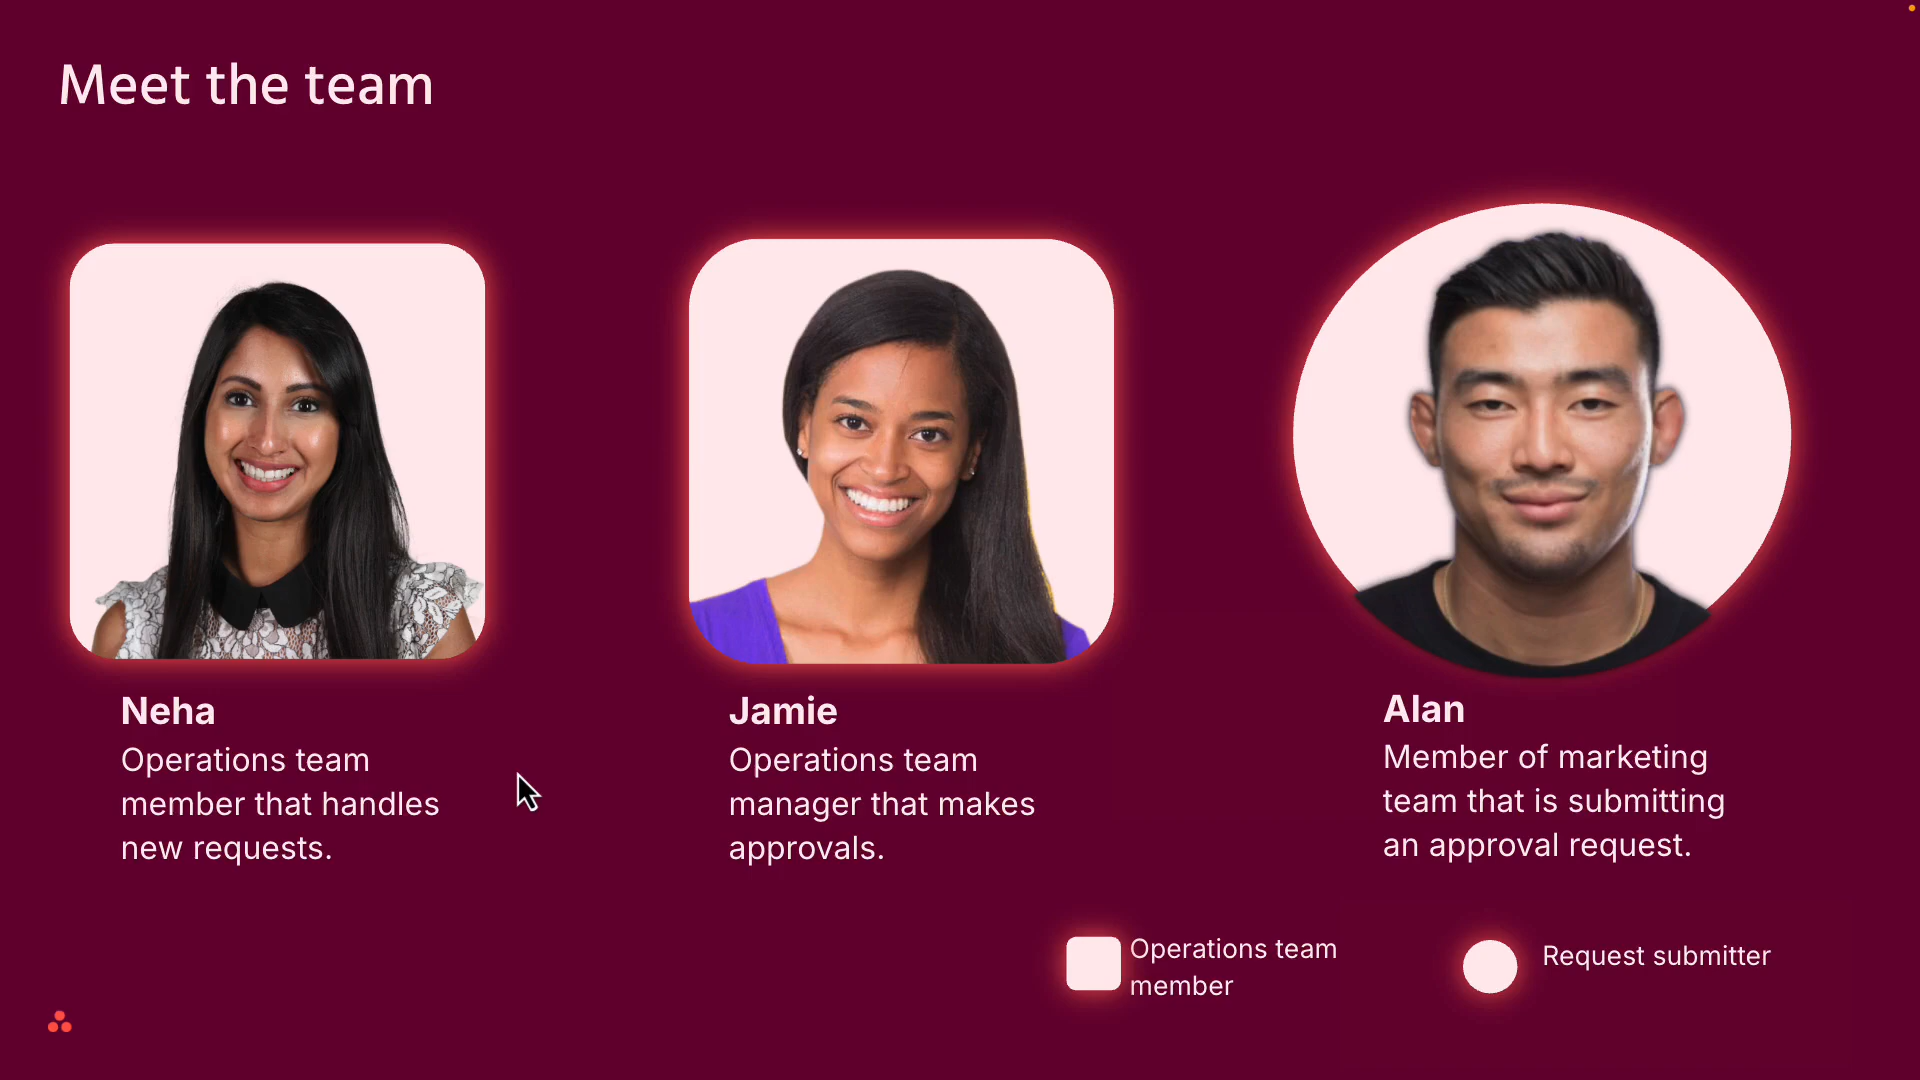 Meet the team
Neha
Operations team
member that handles
new requests.
Jamie
Operations team
manager that makes
approvals.
Alan
Member of marketing
team that is submitting
an approval request.
Operations team
member
Request submitter